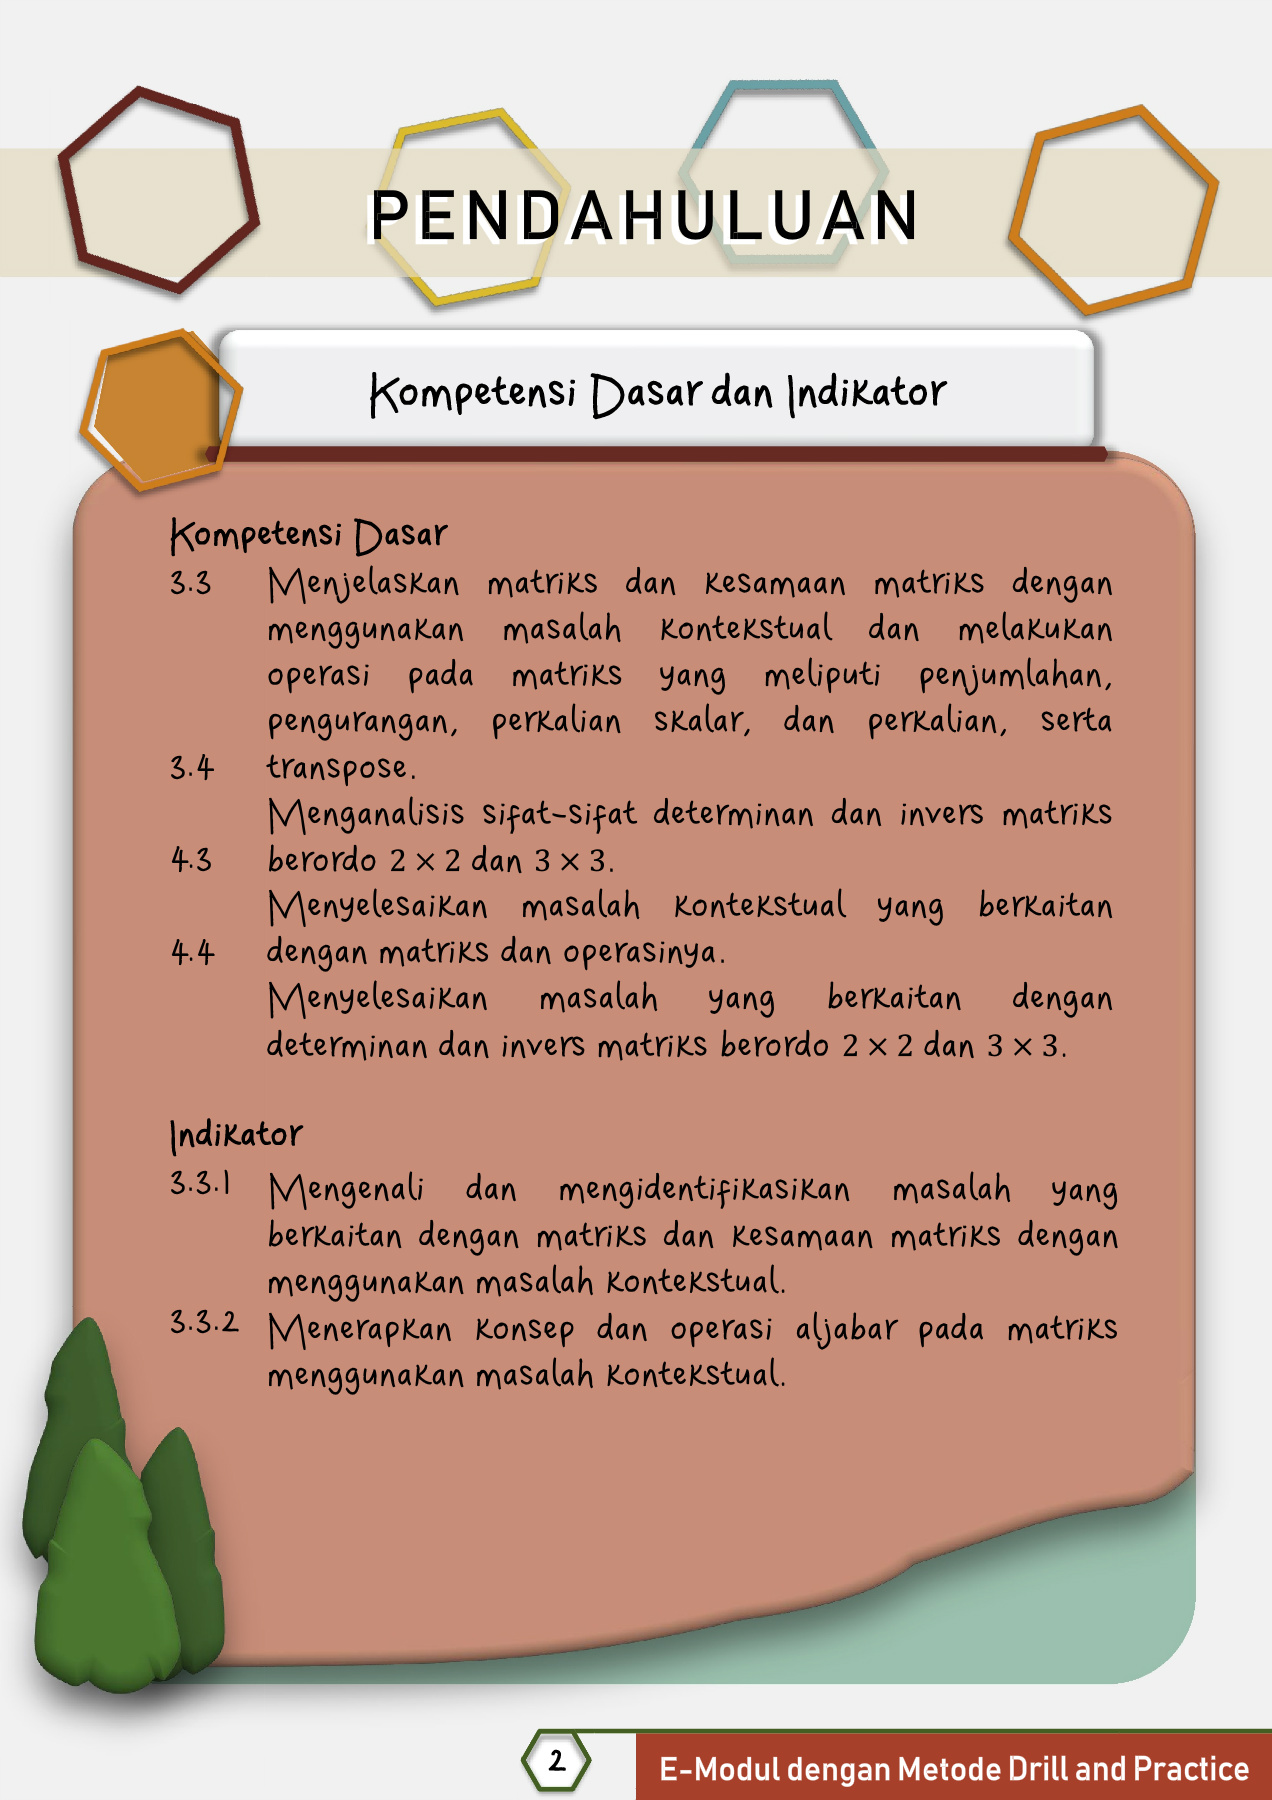 PENDAHULUAN
Kompetensi Dasar dan Indikator
Kompetensi Dasar
3.3 Menjelaskan matriks dan kesamaan matriks dengan
menggunakan masalah kontekstual dan melakukan
operasi pada matriks yang meliputi penjumlahan,
pengurangan, perkalian skalar, dan perkalian, serta
3.4 transpose.
Menganalisis sifat-sifat determinan dan invers matriks
4.3 berordo 2 × 2 dan 3 × 3.
Menyelesaikan masalah kontekstual yang berkaitan
4.4 dengan matriks dan operasinya.
Menyelesaikan masalah yang berkaitan dengan
determinan dan invers matriks berordo 2 × 2 dan 3 × 3.
Indikator
3.3.1 Mengenali dan mengidentifikasikan masalah yang
berkaitan dengan matriks dan kesamaan matriks dengan
menggunakan masalah kontekstual.
3.3.2 Menerapkan konsep dan operasi aljabar pada matriks
menggunakan masalah kontekstual.
2
E-Modul dengan Metode Drill and Practice